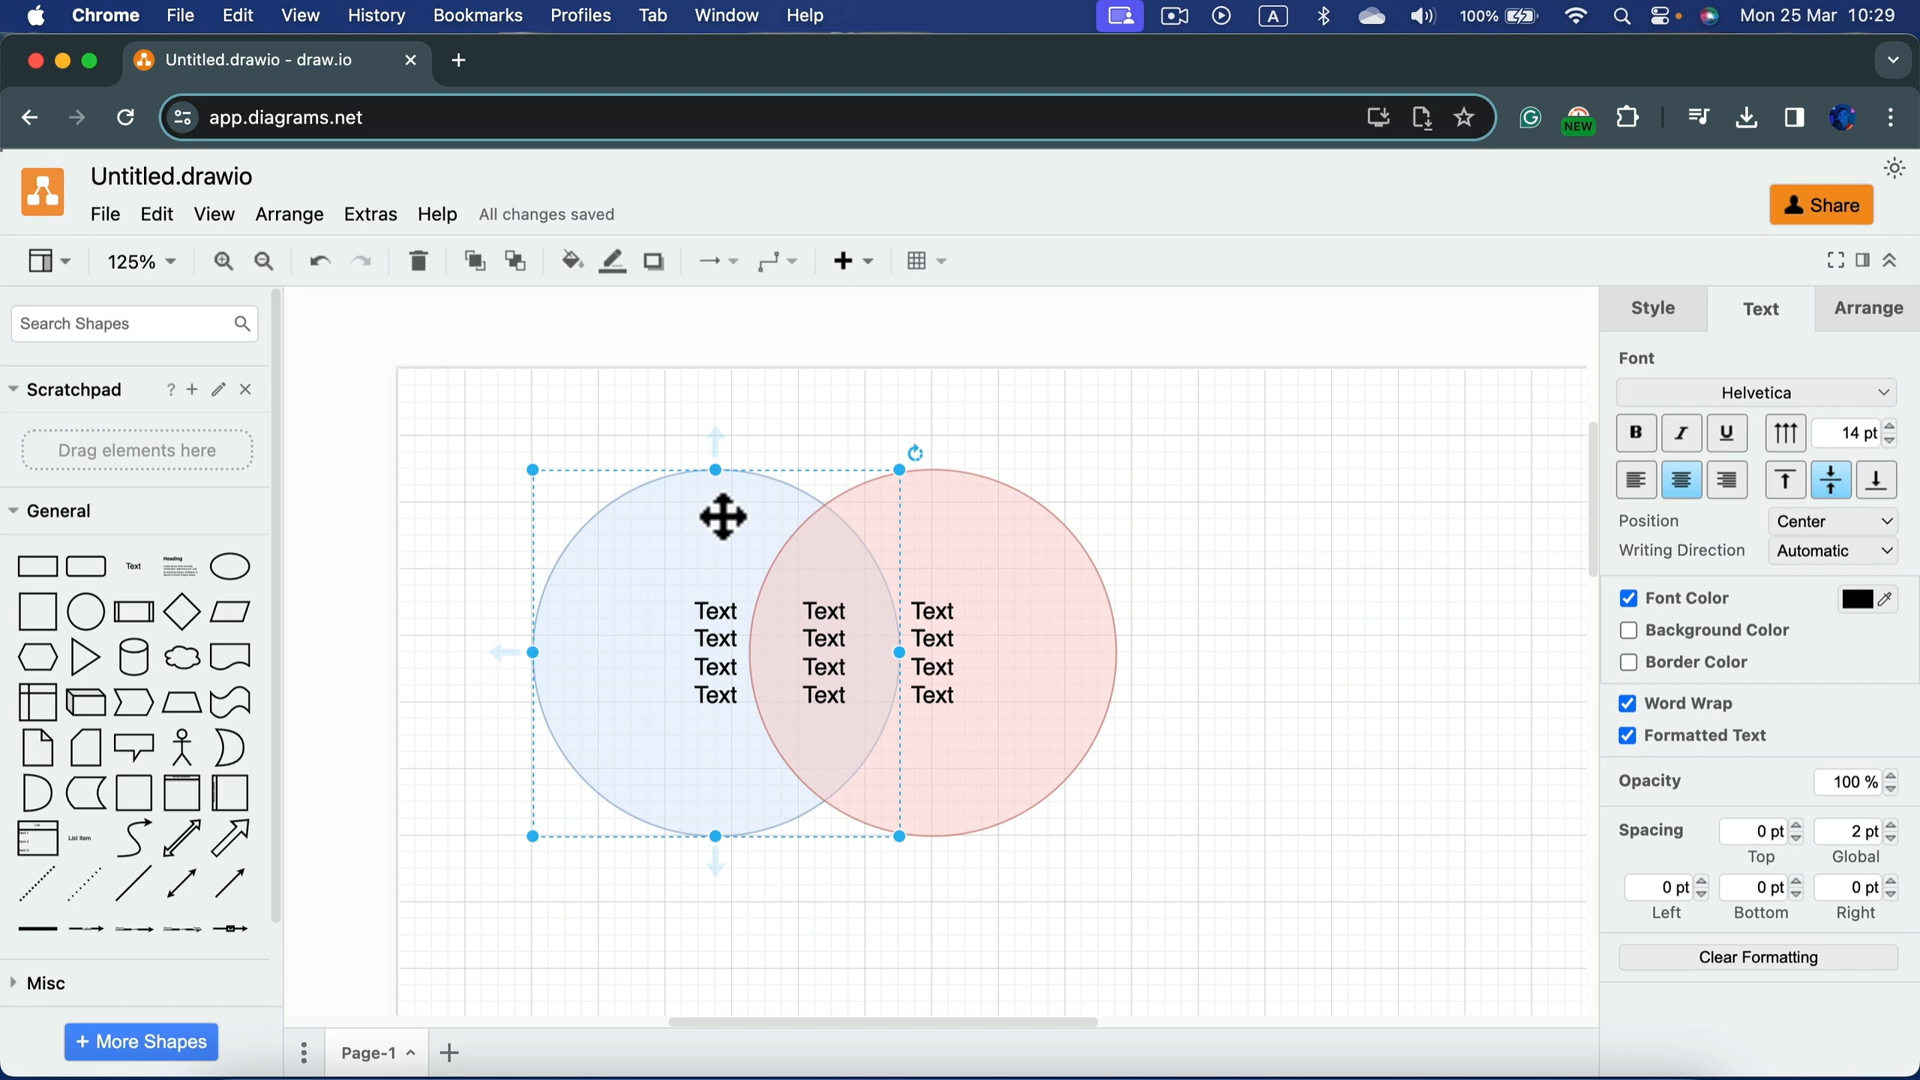 Chrome File Edit View History Bookmarks Profiles Tab Window Help A 100% Mon 25 Mar 10:29
Untitled.drawio - draw.io
app.diagrams.net NEW
Untitled.drawio
Share
File Edit View Arrange Extras Help All changes saved
125%
Search Shapes
Scratchpad ?
Drag elements here
General
Text Heading
List Item
Misc
+ More Shapes
Text Text Text
Text Text Text
Text Text Text
Text Text Text
Page-1
Style Text Arrange
Font
Helvetica
B I U 14 pt
Position Center
Writing Direction Automatic
Font Color
Background Color
Border Color
Word Wrap
Formatted Text
Opacity 100 %
Spacing 0 pt 2 pt
Top Global
0 pt 0 pt 0 pt
Left Bottom Right
Clear Formatting